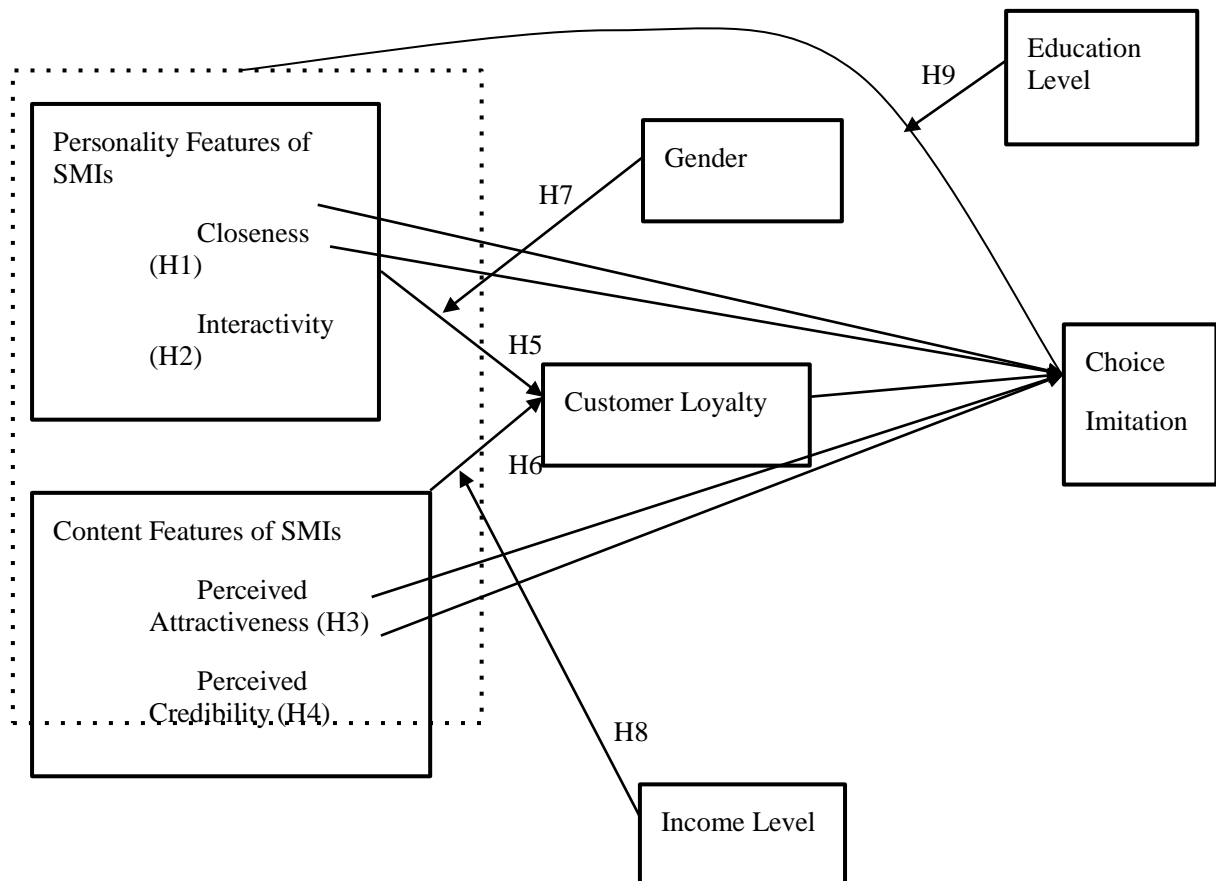 Education
Level
H9
Personality Features of
SMIs
Gender
H7
Closeness
(H1)
Interactivity
(H2)
H5
Choice
Imitation
Customer Loyalty
H6
Content Features of SMIs
Perceived
Attractiveness (H3)
Perceived
Credibility (H4)
H8
Income Level